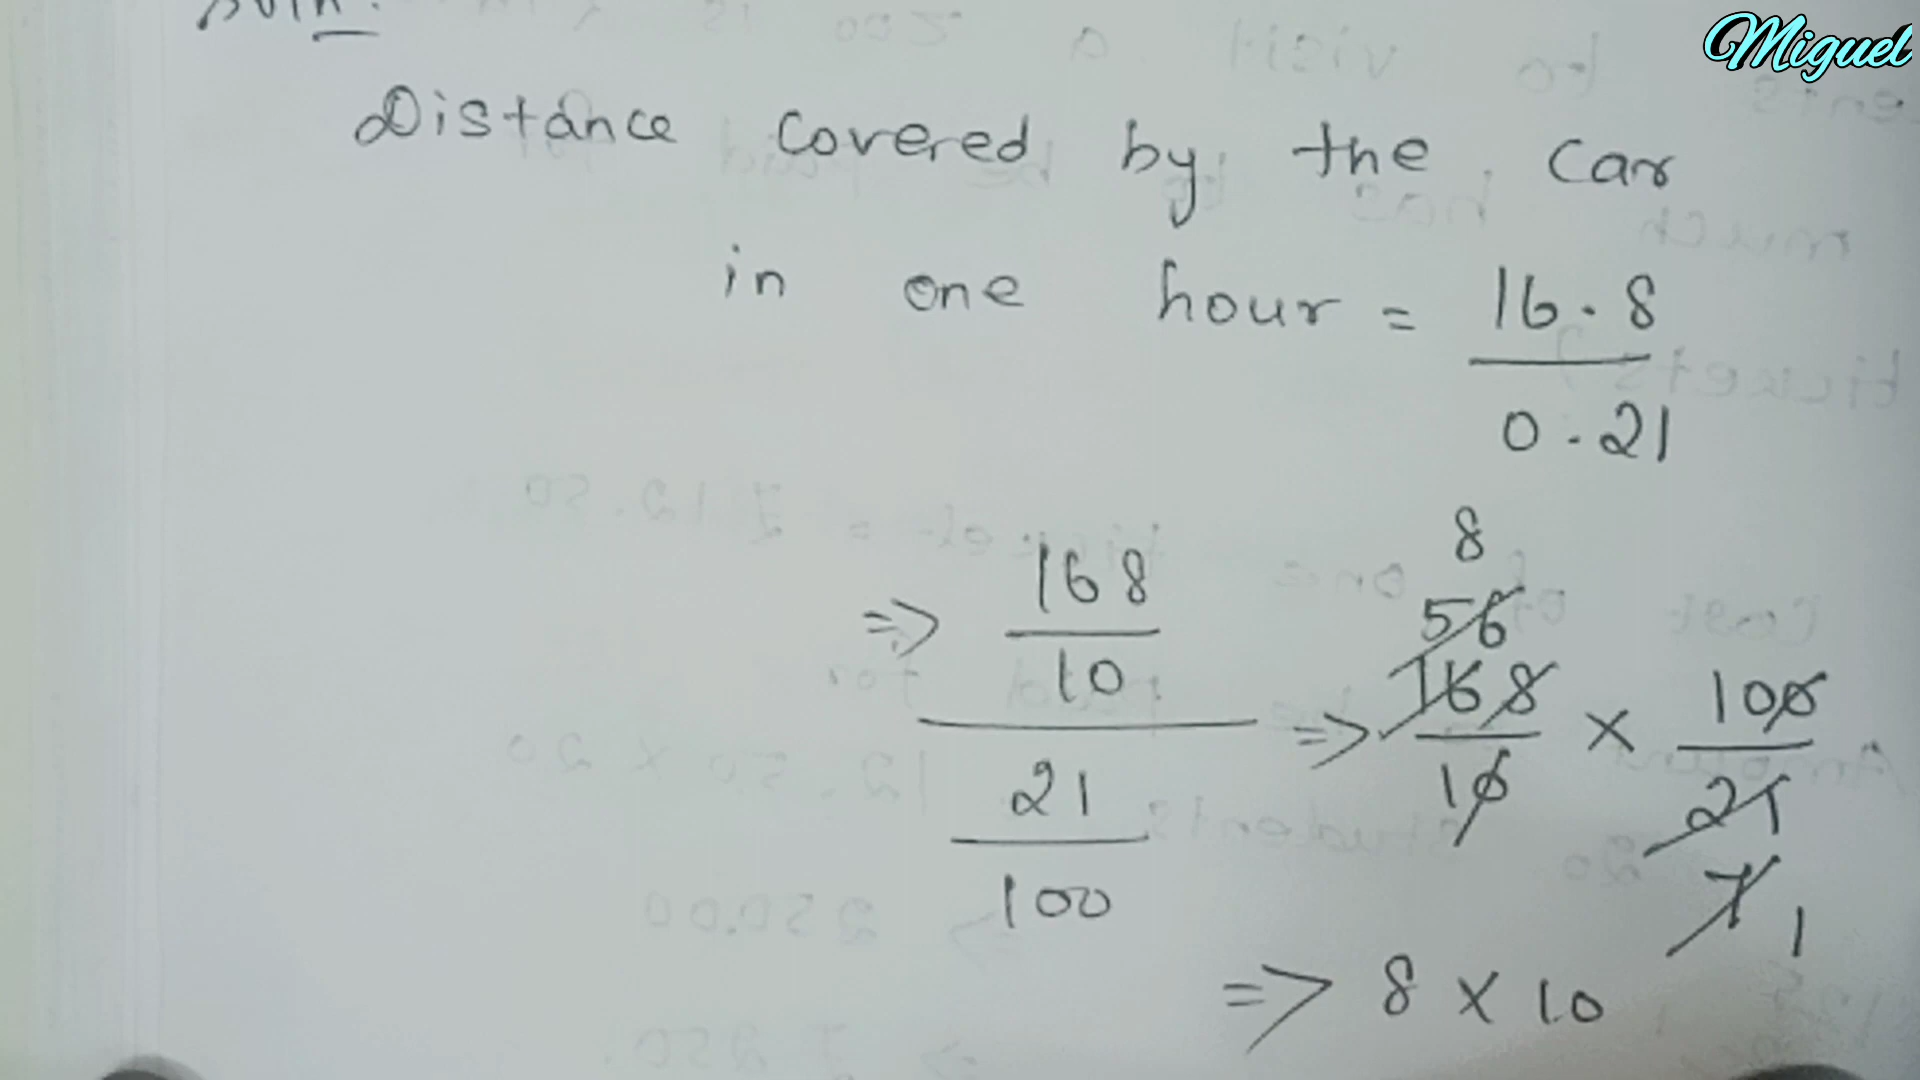 Soln:
Miguel
Distance covered by the car
in one hour = 16.8
0.21
8
56
=> 168
10
21
100
=> 168 × 100
10 21
7 1
=> 8 × 10